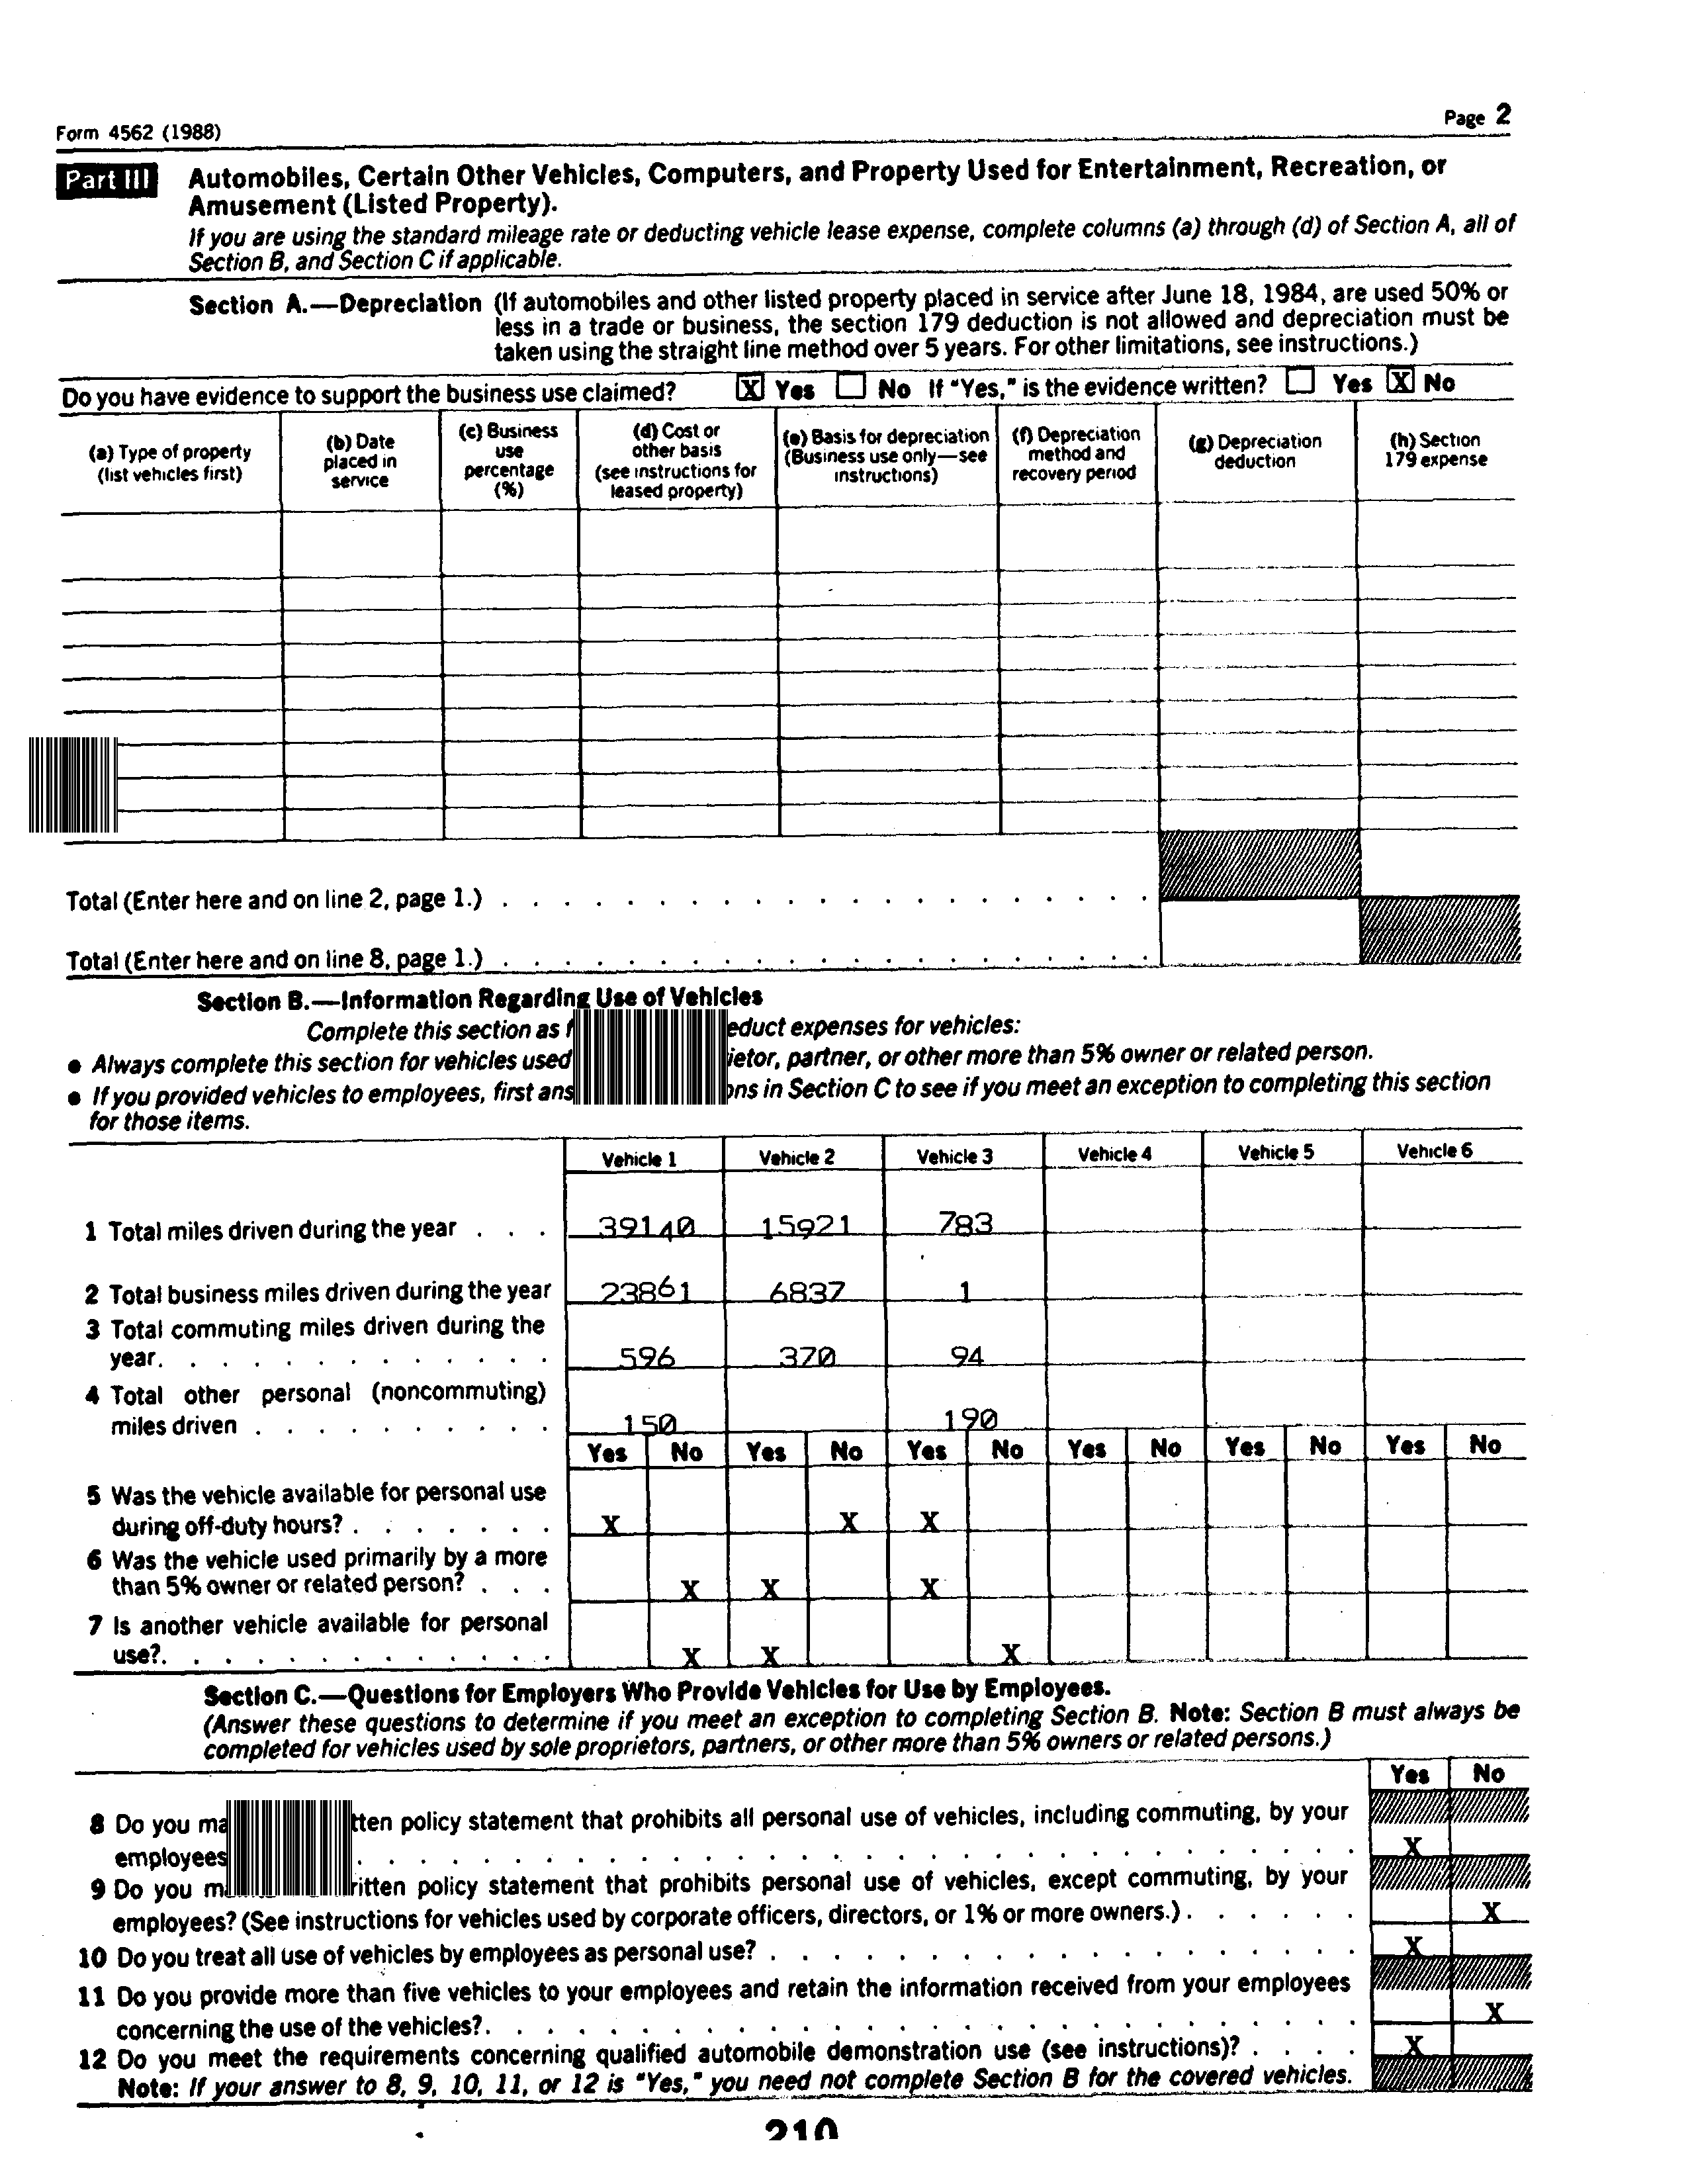 Form 4562 (1988)
Page 2
Part III Automobiles, Certain Other Vehicles, Computers, and Property Used for Entertainment, Recreation, or
Amusement (Listed Property).
If you are using the standard mileage rate or deducting vehicle lease expense, complete columns (a) through (d) of Section A, all of
Section B, and Section C if applicable.
Section A.—Depreciation (If automobiles and other listed property placed in service after June 18, 1984, are used 50% or
less in a trade or business, the section 179 deduction is not allowed and depreciation must be
taken using the straight line method over 5 years. For other limitations, see instructions.)
Do you have evidence to support the business use claimed? X Yes No If "Yes," is the evidence written? Yes X No
(a) Type of property
(list vehicles first)
(b) Date
placed in
service
(c) Business
use
percentage
(%)
(d) Cost or
other basis
(see instructions for
leased property)
(e) Basis for depreciation
(Business use only—see
instructions)
(f) Depreciation
method and
recovery period
(g) Depreciation
deduction
(h) Section
179 expense
Total (Enter here and on line 2, page 1.) . . . . . . . . . . . . . . . . . . . . .
Total (Enter here and on line 8, page 1.) . . . . . . . . . . . . . . . . . . . . .
Section B.—Information Regarding Use of Vehicles
Complete this section as educt expenses for vehicles:
● Always complete this section for vehicles used ietor, partner, or other more than 5% owner or related person.
● If you provided vehicles to employees, first ans ons in Section C to see if you meet an exception to completing this section
for those items.
Vehicle 1 Vehicle 2 Vehicle 3 Vehicle 4 Vehicle 5 Vehicle 6
1 Total miles driven during the year . . . 39140 15921 783
2 Total business miles driven during the year 23861 6837 1
3 Total commuting miles driven during the
year. . . . . . . . . . . . . 596 370 94
4 Total other personal (noncommuting)
miles driven . . . . . . . . . . 150 190
Yes No Yes No Yes No Yes No Yes No Yes No
5 Was the vehicle available for personal use
during off-duty hours? . . . . . . . X X X
6 Was the vehicle used primarily by a more
than 5% owner or related person? . . . X X X
7 Is another vehicle available for personal
use?. . . . . . . . . . . . . X X X
Section C.—Questions for Employers Who Provide Vehicles for Use by Employees.
(Answer these questions to determine if you meet an exception to completing Section B. Note: Section B must always be
completed for vehicles used by sole proprietors, partners, or other more than 5% owners or related persons.)
Yes No
8 Do you ma tten policy statement that prohibits all personal use of vehicles, including commuting, by your
employees . . . . . . . . . . . . . . . . . . . . . . . . X
9 Do you m ritten policy statement that prohibits personal use of vehicles, except commuting, by your
employees? (See instructions for vehicles used by corporate officers, directors, or 1% or more owners.) . . . . . . X
10 Do you treat all use of vehicles by employees as personal use? . . . . . . . . . . . . . . . . . . . X
11 Do you provide more than five vehicles to your employees and retain the information received from your employees
concerning the use of the vehicles?. . . . . . . . . . . . . . . . . . . . . . . . . . . . X
12 Do you meet the requirements concerning qualified automobile demonstration use (see instructions)? . . . . X
Note: If your answer to 8, 9, 10, 11, or 12 is "Yes," you need not complete Section B for the covered vehicles.
210